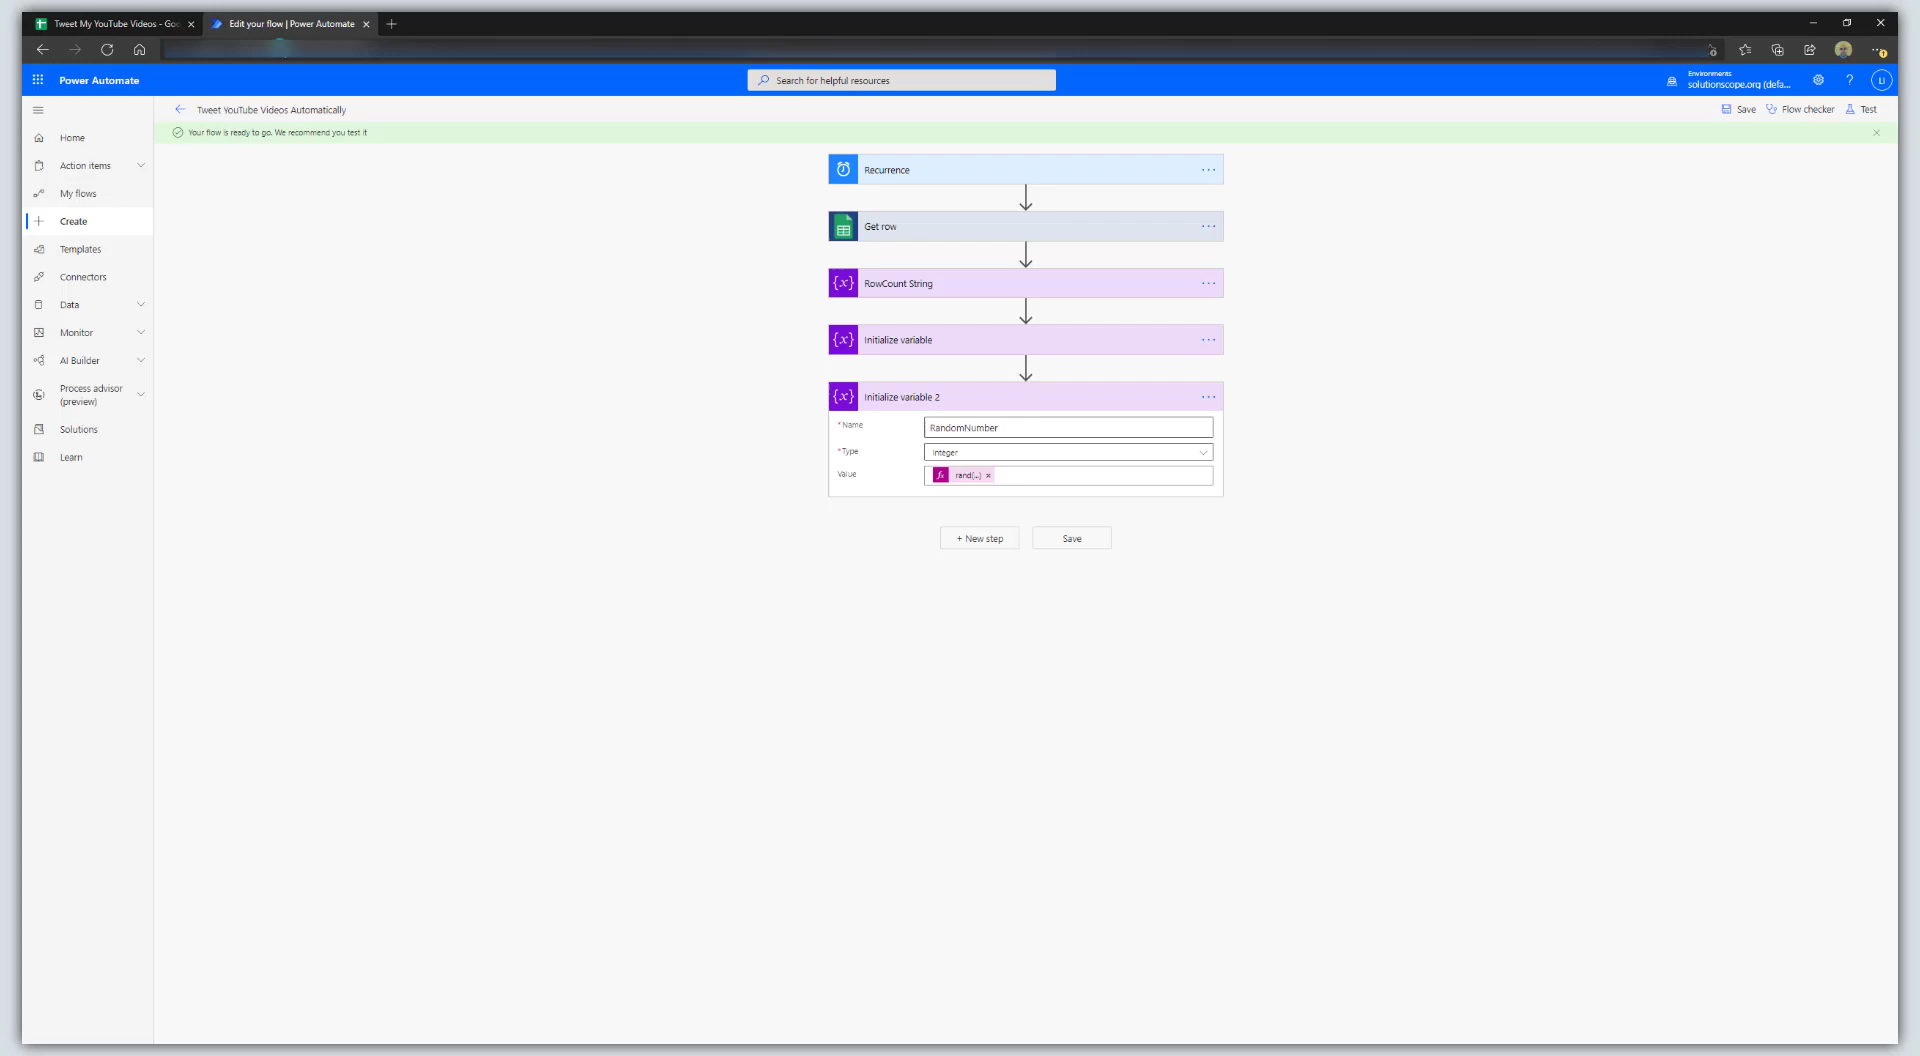 Tweet My YouTube Videos - Goo
Edit your flow | Power Automate
Power Automate
Search for helpful resources
Environments
solutionscope.org (defa...
?
LI
Tweet YouTube Videos Automatically
Save
Flow checker
Test
Your flow is ready to go. We recommend you test it
Home
Action items
My flows
Create
Templates
Connectors
Data
Monitor
AI Builder
Process advisor
(preview)
Solutions
Learn
Recurrence
Get row
{x} RowCount String
{x} Initialize variable
{x} Initialize variable 2
* Name
RandomNumber
* Type
Integer
Value
fx rand(...) ×
+ New step
Save